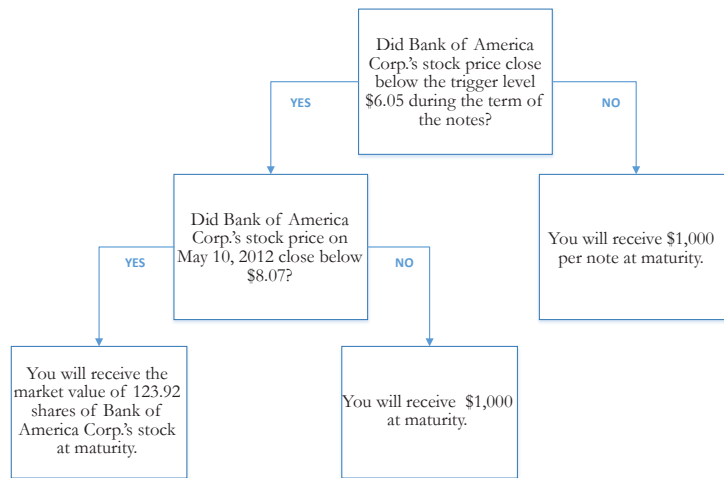 Did Bank of America
Corp.'s stock price close
below the trigger level
$6.05 during the term of
the notes?
YES
NO
Did Bank of America
Corp.'s stock price on
May 10, 2012 close below
$8.07?
You will receive $1,000
per note at maturity.
YES
NO
You will receive the
market value of 123.92
shares of Bank of
America Corp.'s stock
at maturity.
You will receive $1,000
at maturity.